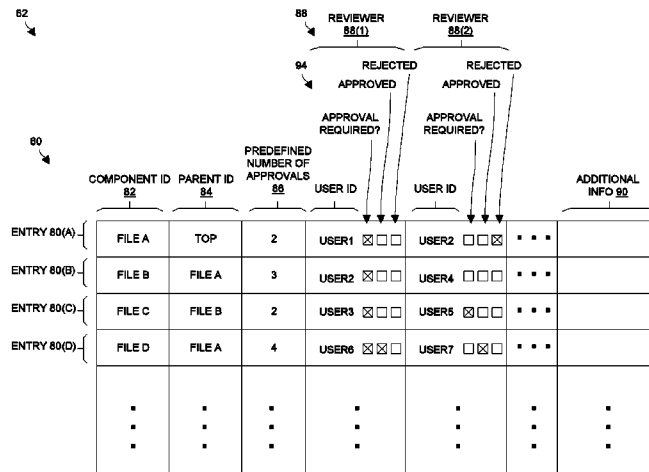 62
88
REVIEWER
88(1)
REVIEWER
88(2)
94
REJECTED
REJECTED
APPROVED
APPROVED
APPROVAL
REQUIRED?
APPROVAL
REQUIRED?
80
PREDEFINED
NUMBER OF
APPROVALS
86
COMPONENT ID
82
PARENT ID
84
USER ID
USER ID
ADDITIONAL
INFO 90
ENTRY 80(A) FILE A TOP 2 USER1 USER2
ENTRY 80(B) FILE B FILE A 3 USER2 USER4
ENTRY 80(C) FILE C FILE B 2 USER3 USER5
ENTRY 80(D) FILE D FILE A 4 USER6 USER7